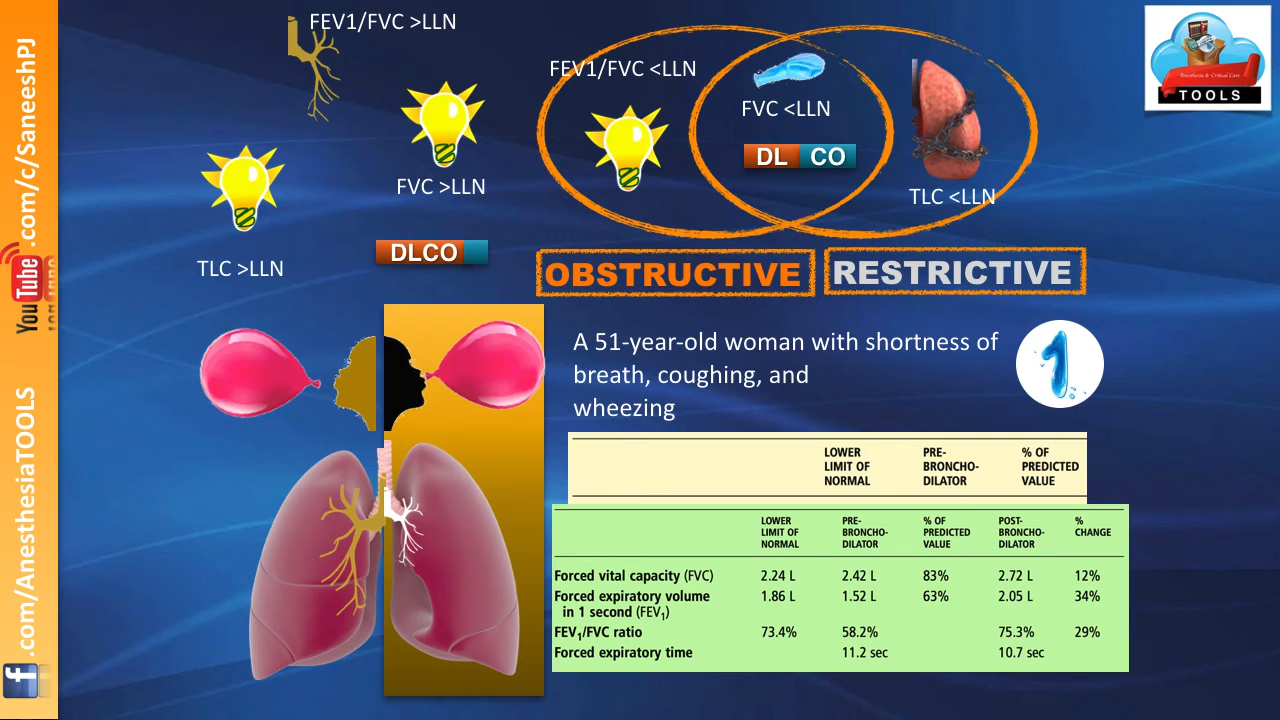 FEV1/FVC >LLN
FEV1/FVC <LLN
FVC <LLN
DL CO
TLC <LLN
FVC >LLN
DLCO
TLC >LLN
OBSTRUCTIVE
RESTRICTIVE
Anesthesia & Critical Care
TOOLS
YouTube.com/c/SaneeshPJ
f.com/AnesthesiaTOOLS
A 51-year-old woman with shortness of
breath, coughing, and
wheezing
1
LOWER LIMIT OF NORMAL PRE-BRONCHO-DILATOR % OF PREDICTED VALUE
LOWER LIMIT OF NORMAL PRE-BRONCHO-DILATOR % OF PREDICTED VALUE POST-BRONCHO-DILATOR % CHANGE
Forced vital capacity (FVC) 2.24 L 2.42 L 83% 2.72 L 12%
Forced expiratory volume 1.86 L 1.52 L 63% 2.05 L 34%
in 1 second (FEV1)
FEV1/FVC ratio 73.4% 58.2% 75.3% 29%
Forced expiratory time 11.2 sec 10.7 sec